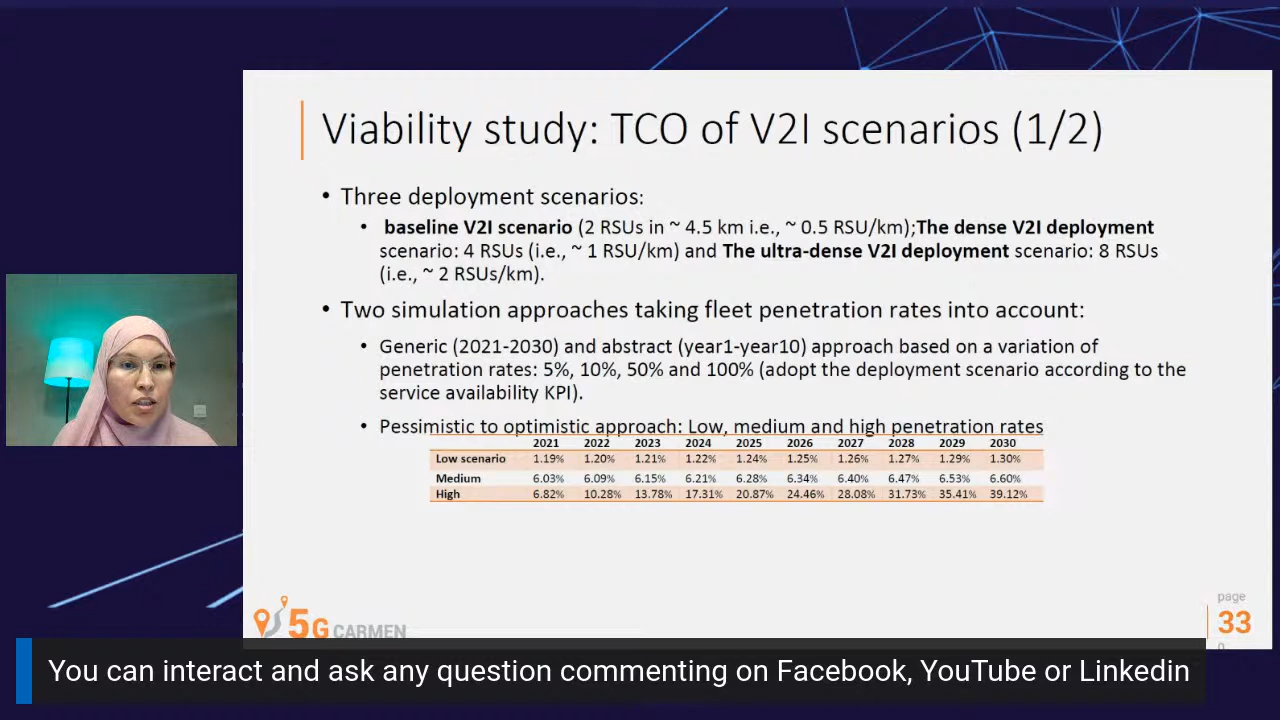 Viability study: TCO of V2I scenarios (1/2)
• Three deployment scenarios:
• baseline V2I scenario (2 RSUs in ~ 4.5 km i.e., ~ 0.5 RSU/km);The dense V2I deployment
scenario: 4 RSUs (i.e., ~ 1 RSU/km) and The ultra-dense V2I deployment scenario: 8 RSUs
(i.e., ~ 2 RSUs/km).
• Two simulation approaches taking fleet penetration rates into account:
• Generic (2021-2030) and abstract (year1-year10) approach based on a variation of
penetration rates: 5%, 10%, 50% and 100% (adopt the deployment scenario according to the
service availability KPI).
• Pessimistic to optimistic approach: Low, medium and high penetration rates
2021 2022 2023 2024 2025 2026 2027 2028 2029 2030
Low scenario 1.19% 1.20% 1.21% 1.22% 1.24% 1.25% 1.26% 1.27% 1.29% 1.30%
Medium 6.03% 6.09% 6.15% 6.21% 6.28% 6.34% 6.40% 6.47% 6.53% 6.60%
High 6.82% 10.28% 13.78% 17.31% 20.87% 24.46% 28.08% 31.73% 35.41% 39.12%
5G CARMEN
page
33
You can interact and ask any question commenting on Facebook, YouTube or Linkedin